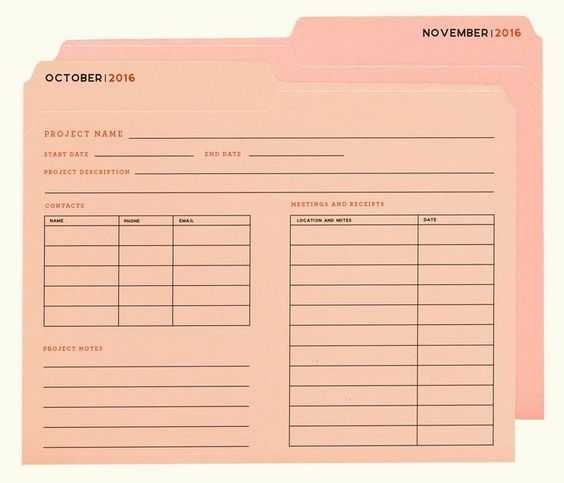 NOVEMBER|2016
OCTOBER|2016
PROJECT NAME
START DATE END DATE
PROJECT DESCRIPTION
CONTACTS
NAME PHONE EMAIL
MEETINGS AND RECEIPTS
LOCATION AND NOTES DATE
PROJECT NOTES